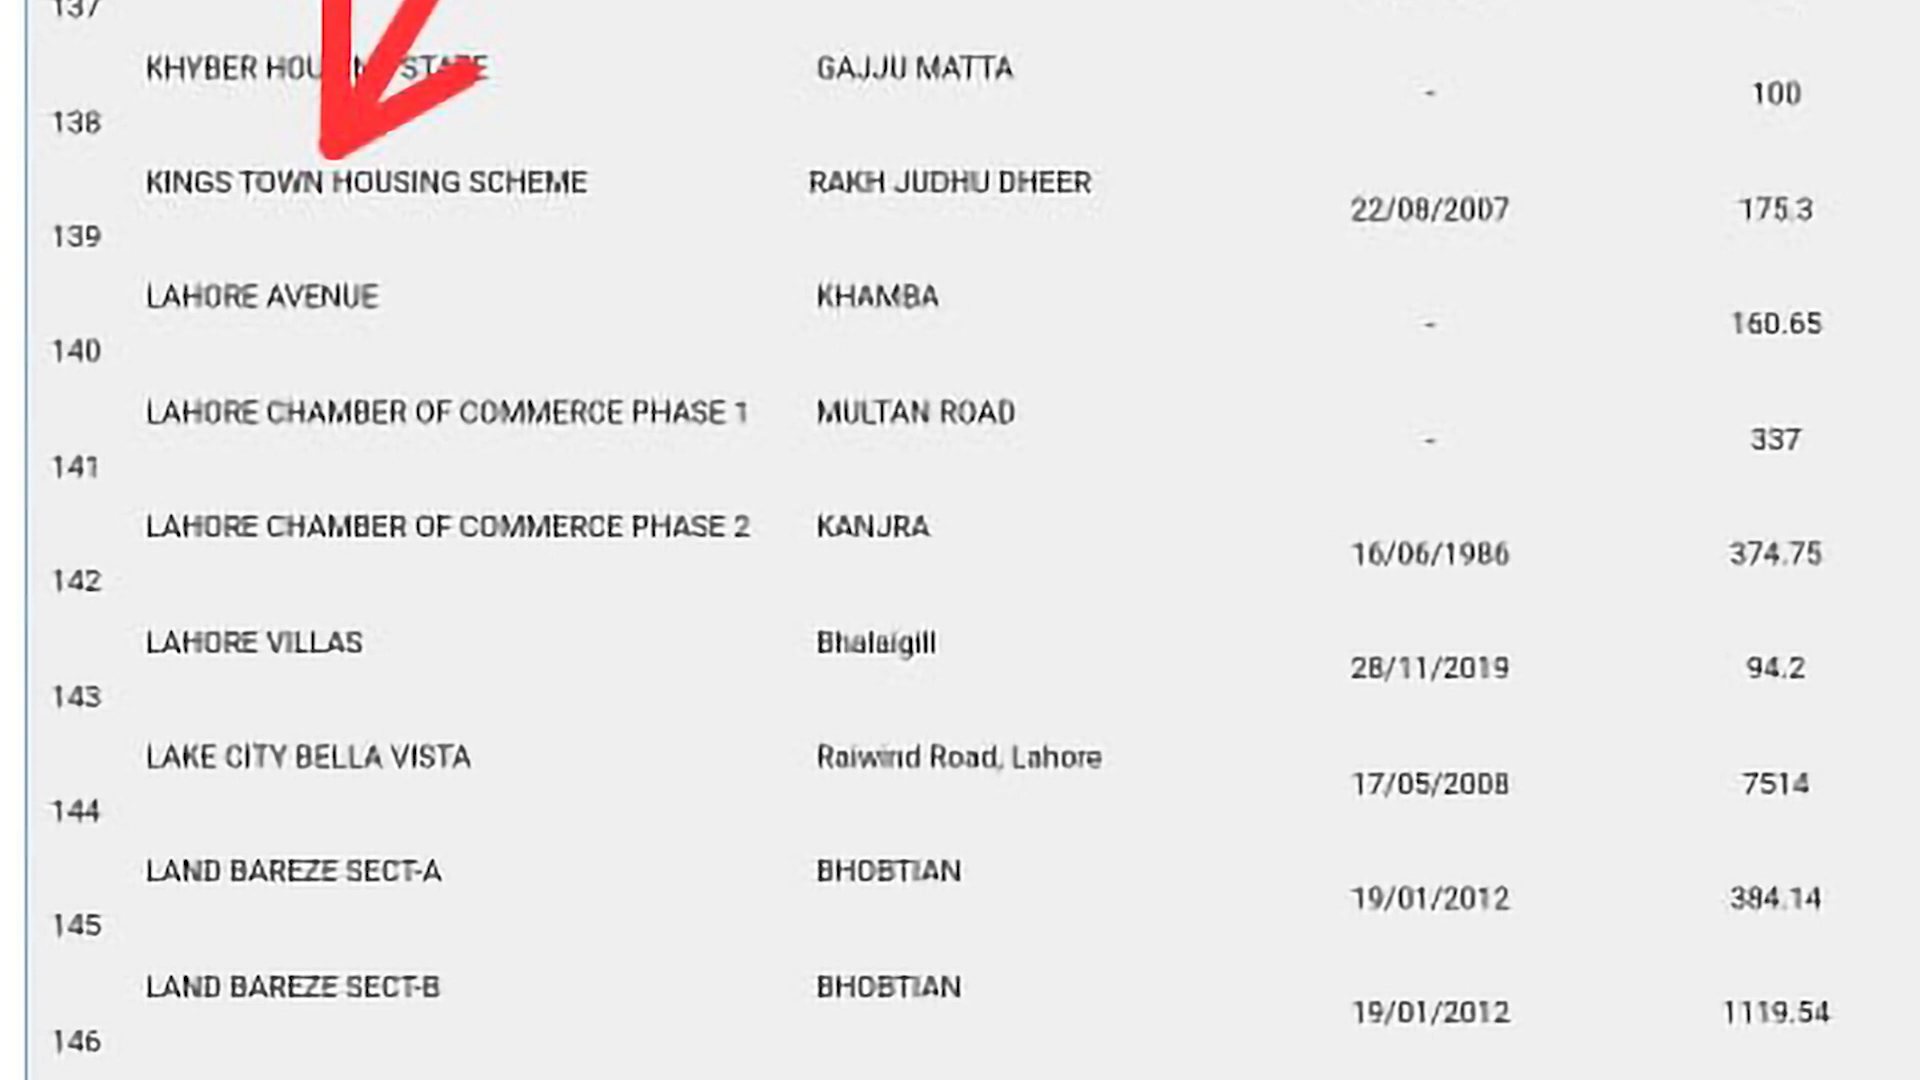 137
KHYBER GAJJU MATTA - 100
138
KINGS TOWN HOUSING SCHEME RAKH JUDHU DHEER 22/08/2007 175.3
139
LAHORE AVENUE KHAMBA - 160.65
140
LAHORE CHAMBER OF COMMERCE PHASE 1 MULTAN ROAD - 337
141
LAHORE CHAMBER OF COMMERCE PHASE 2 KANJRA 16/06/1986 374.75
142
LAHORE VILLAS Bhalaigill 28/11/2019 94.2
143
LAKE CITY BELLA VISTA Raiwind Road, Lahore 17/05/2008 7514
144
LAND BAREZE SECT-A BHOBTIAN 19/01/2012 384.14
145
LAND BAREZE SECT-B BHOBTIAN 19/01/2012 1119.54
146